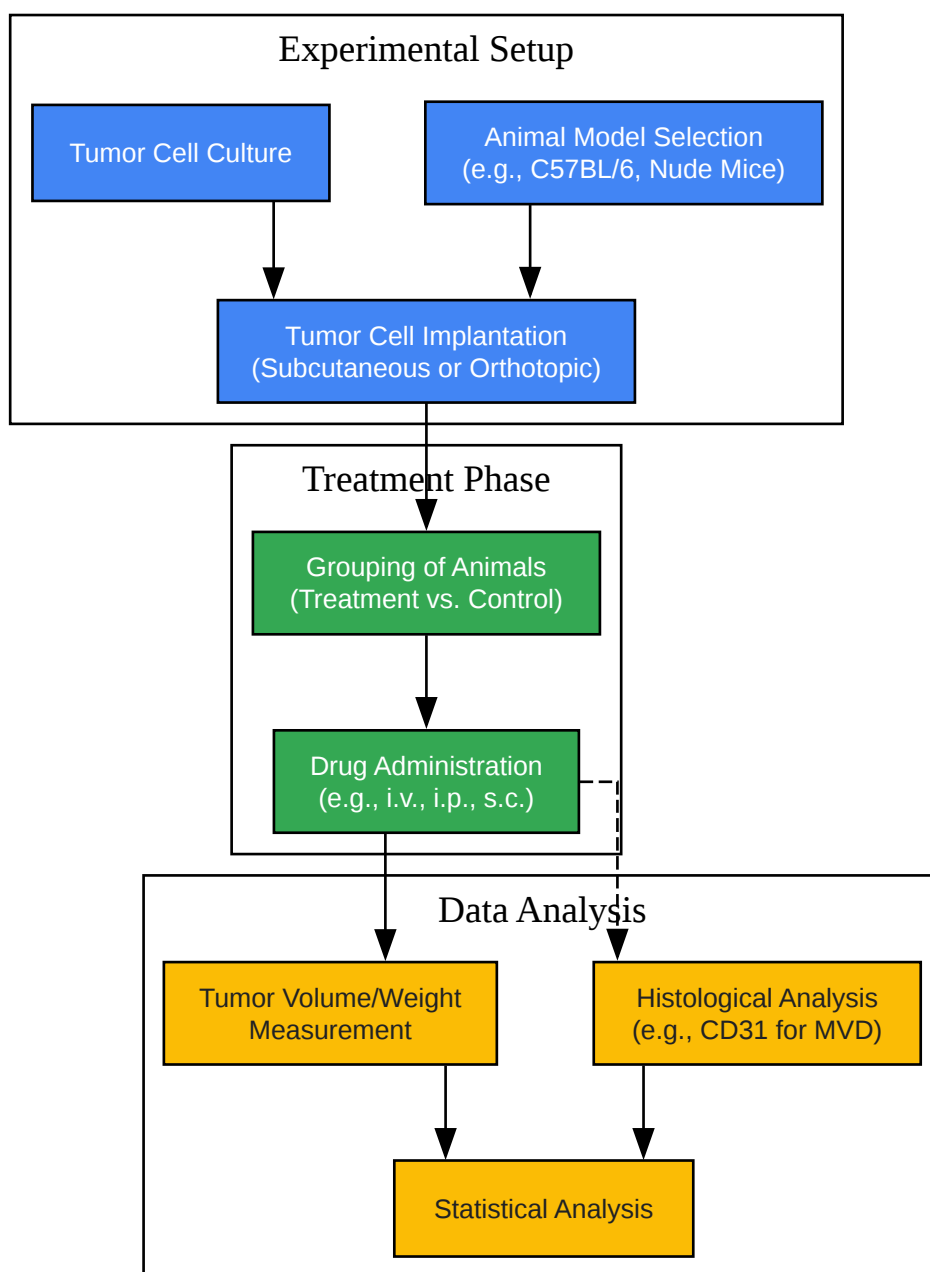 Experimental Setup
Tumor Cell Culture
Animal Model Selection
(e.g., C57BL/6, Nude Mice)
Tumor Cell Implantation
(Subcutaneous or Orthotopic)
Treatment Phase
Grouping of Animals
(Treatment vs. Control)
Drug Administration
(e.g., i.v., i.p., s.c.)
Data Analysis
Tumor Volume/Weight
Measurement
Histological Analysis
(e.g., CD31 for MVD)
Statistical Analysis